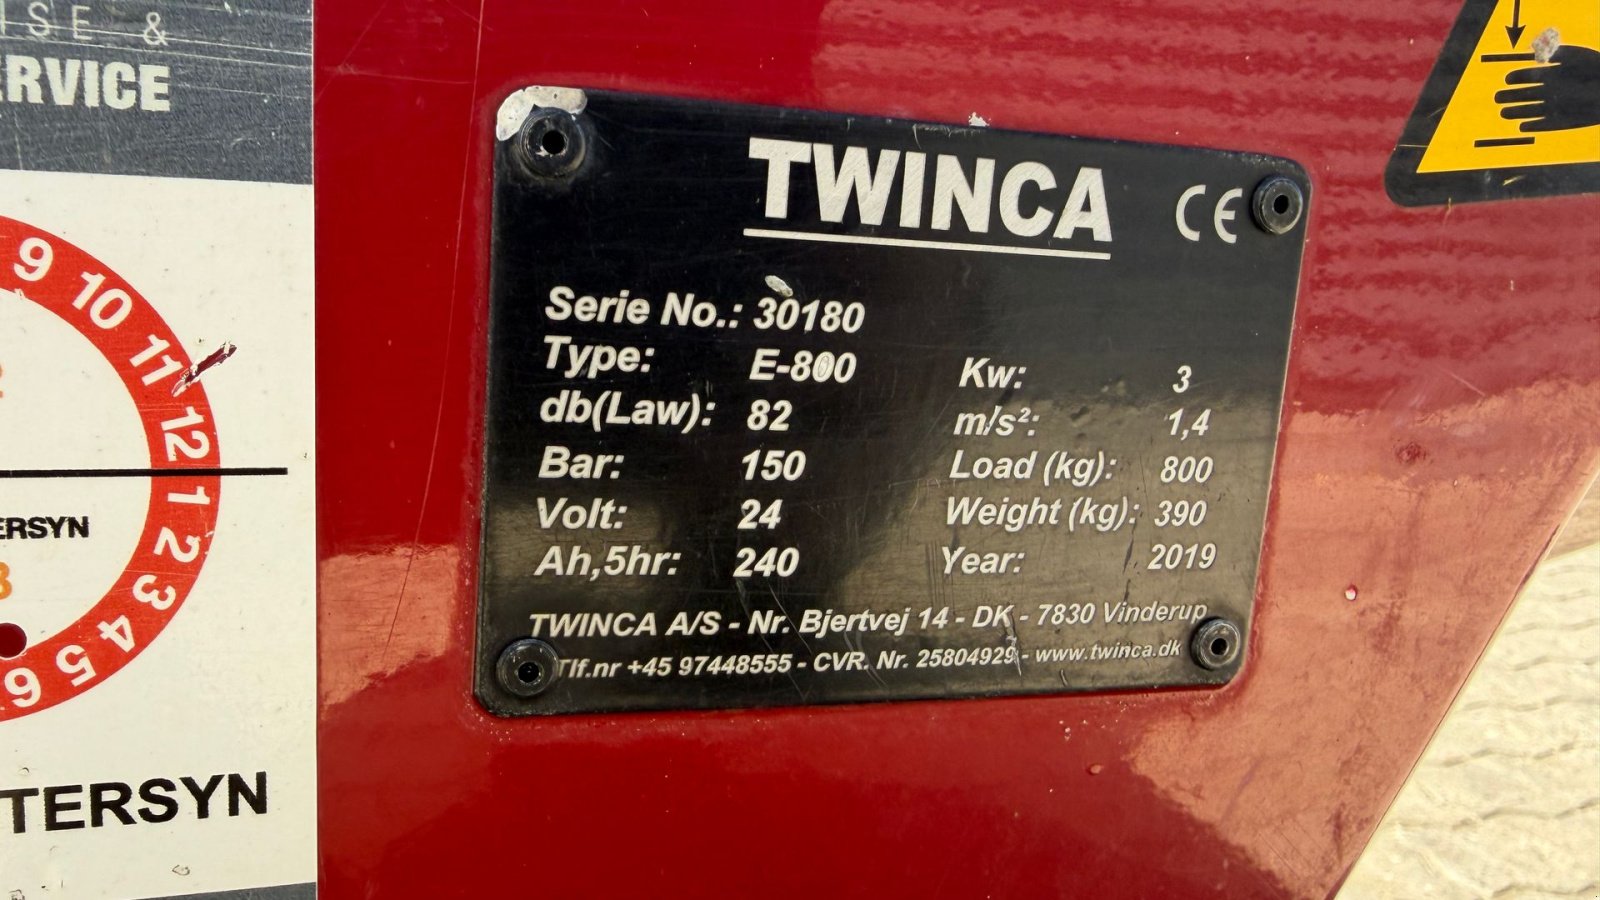 &
SERVICE
9
10
11
12
1
2
3
4
5
6
TERSYN
TWINCA CE
Serie No.: 30180
Type: E-800 Kw: 3
db(Law): 82 m/s²: 1,4
Bar: 150 Load (kg): 800
Volt: 24 Weight (kg): 390
Ah,5hr: 240 Year: 2019
TWINCA A/S - Nr. Bjertvej 14 - DK - 7830 Vinderup
Tlf.nr +45 97448555 - CVR. Nr. 25804929 - www.twinca.dk